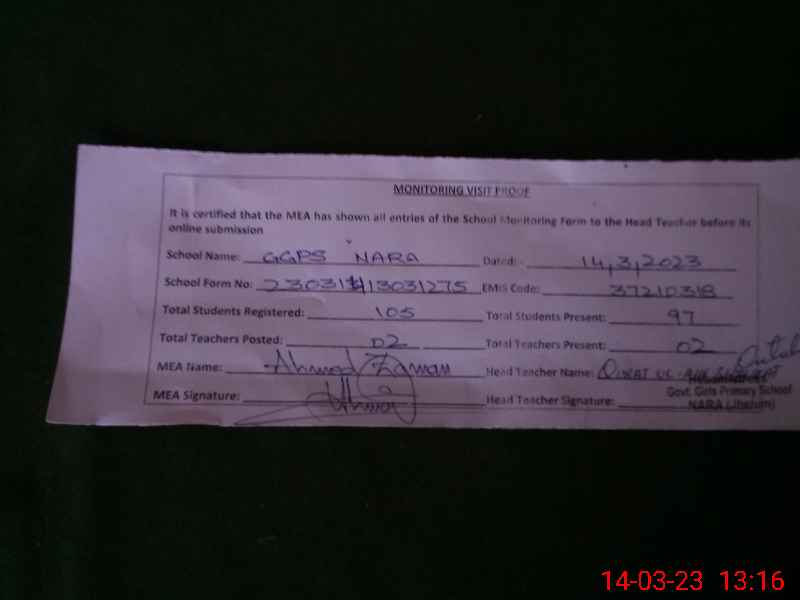 MONITORING VISIT PROOF
It is certified that the MEA has shown all entries of the School Monitoring Form to the Head Teacher before its
online submission
School Name: GGPS NARA Dated: 14,3,2023
School Form No: EMIS Code: 37210318
Total Students Registered: 105 Total Students Present: 97
Total Teachers Posted: 02 Total Teachers Present: 02
MEA Name: Ahmad Zaman Head Teacher Name:
Headmistress
Govt. Girls Primary School
MEA Signature: Head Teacher Signature: NARA (Jhelum)
14-03-23 13:16